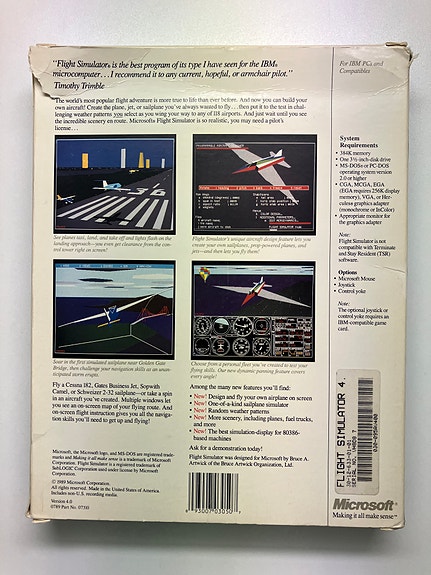 "Flight Simulator® is the best program of its type I have seen for the IBM®
microcomputer . . . I recommend it to any current, hopeful, or armchair pilot."
Timothy Trimble
The world's most popular flight adventure is more true to life than ever before. And now you can build your
own aircraft! Create the plane, jet, or sailplane you've always wanted to fly . . . then put it to the test in chal-
lenging weather patterns you select as you wing your way to any of 118 airports. And just wait until you
see the incredible scenery en route. Microsoft® Flight Simulator is so realistic, you may need a pilot's
license . . .
36
See planes taxi, land, and take off and lights flash on the
landing approach—you even get clearance from the con-
trol tower right on screen!
Flight Simulator's unique aircraft design feature lets you
create your own sailplanes, prop-powered planes, and
jets—and then lets you fly them!
Soar in the first simulated sailplane near Golden Gate
Bridge, then challenge your navigation skills as an unan-
ticipated storm erupts.
Choose from a personal fleet you've created to test your
flying skills. Our new dynamic panning feature covers
every angle!
Fly a Cessna 182, Gates Business Jet, Sopwith
Camel, or Schweizer 2-32 sailplane—or take a spin
in an aircraft you've created. Multiple windows let
you see an on-screen map of your flying route. And
on-screen flight instruction gives you all the naviga-
tion skills you'll need to get up and flying!
Among the many new features you'll find:
• New! Design and fly your own airplane on screen
• New! One-of-a-kind sailplane simulator
• New! Random weather patterns
• New! More scenery, including planes, fuel trucks,
and more
• New! The best simulation-display for 80386-
based machines
Ask for a demonstration today!
Flight Simulator was designed for Microsoft by Bruce A.
Artwick of the Bruce Artwick Organization, Ltd.
Microsoft, the Microsoft logo, and MS-DOS are registered trade-
marks and Making it all make sense is a trademark of Microsoft
Corporation. Flight Simulator is a registered trademark of
SubLOGIC Corporation used under license by Microsoft
Corporation.
© 1989 Microsoft Corporation.
All rights reserved. Made in the United States of America.
Includes non-U.S. recording media.
Version 4.0
0789 Part No. 07310
For IBM PCs and
Compatibles
System
Requirements
• 384K memory
• One 3½-inch-disk drive
• MS-DOS® or PC-DOS
operating system version
2.0 or higher
• CGA, MCGA, EGA
(EGA requires 256K display
memory), VGA, or Her-
cules graphics adapter
(monochrome or InColor)
• Appropriate monitor for
the graphics adapter
Note:
Flight Simulator is not
compatible with Terminate
and Stay Resident (TSR)
software.
Options
• Microsoft Mouse
• Joystick
• Control yoke
Note:
The optional joystick or
control yoke requires an
IBM-compatible game
card.
FLIGHT SIMULATOR 4.
Microsoft®
Making it all make sense™